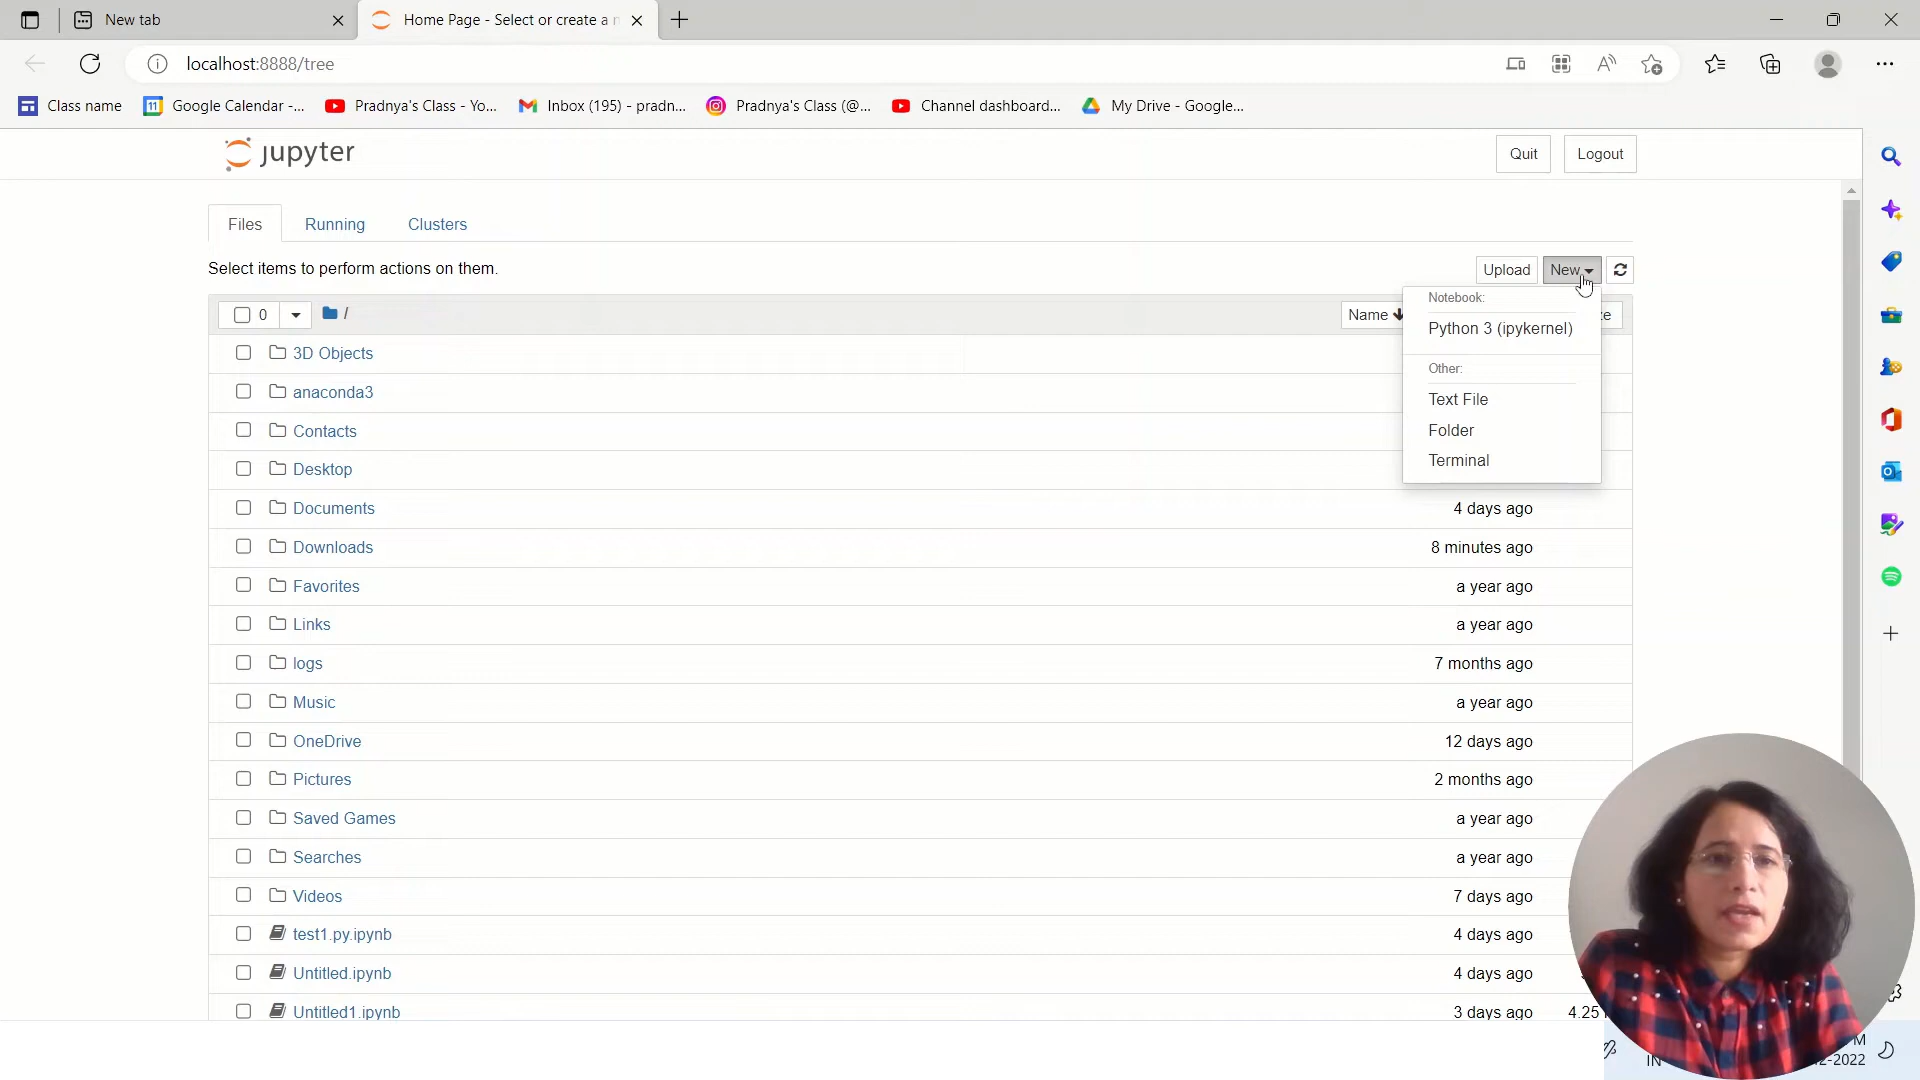 New tab
Home Page - Select or create a n
localhost:8888/tree
Class name
Google Calendar -...
Pradnya's Class - Yo...
Inbox (195) - pradn...
Pradnya's Class (@...
Channel dashboard...
My Drive - Google...
jupyter
Quit
Logout
Files
Running
Clusters
Select items to perform actions on them.
Upload
New
0
/
Name
ze
Notebook:
Python 3 (ipykernel)
Other:
Text File
Folder
Terminal
3D Objects
anaconda3
Contacts
Desktop
Documents 4 days ago
Downloads 8 minutes ago
Favorites a year ago
Links a year ago
logs 7 months ago
Music a year ago
OneDrive 12 days ago
Pictures 2 months ago
Saved Games a year ago
Searches a year ago
Videos 7 days ago
test1.py.ipynb 4 days ago
Untitled.ipynb 4 days ago
Untitled1.ipynb 3 days ago 4.25
M
IN
2-2022